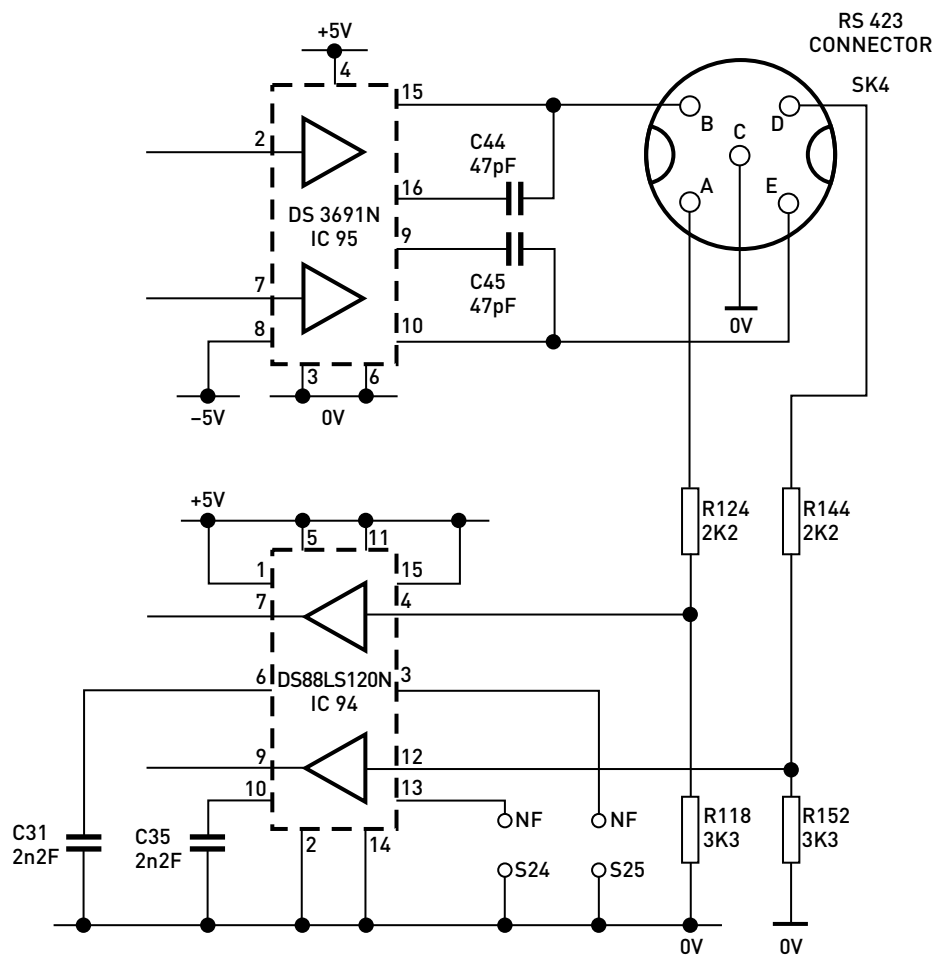 RS 423
CONNECTOR
SK4
+5V
4
15
2
B
D
C
C44
47pF
16
A
E
DS 3691N
IC 95
9
7
C45
47pF
8
10
0V
3
6
–5V
0V
+5V
R124
2K2
R144
2K2
5
11
1
15
7
4
6
DS88LS120N
IC 94
3
9
12
10
13
C31
2n2F
C35
2n2F
NF
NF
R118
3K3
R152
3K3
2
14
S24
S25
0V
0V